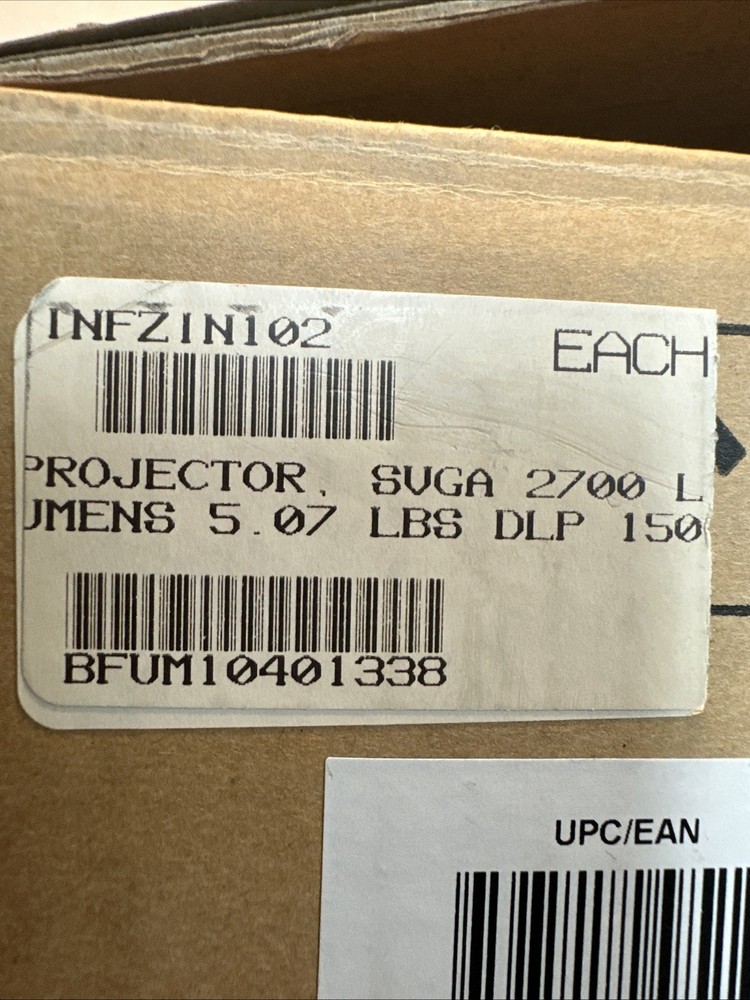 INFZIN102
EACH
PROJECTOR, SVGA 2700 L
UMENS 5.07 LBS DLP 150
BFUM10401338
UPC/EAN